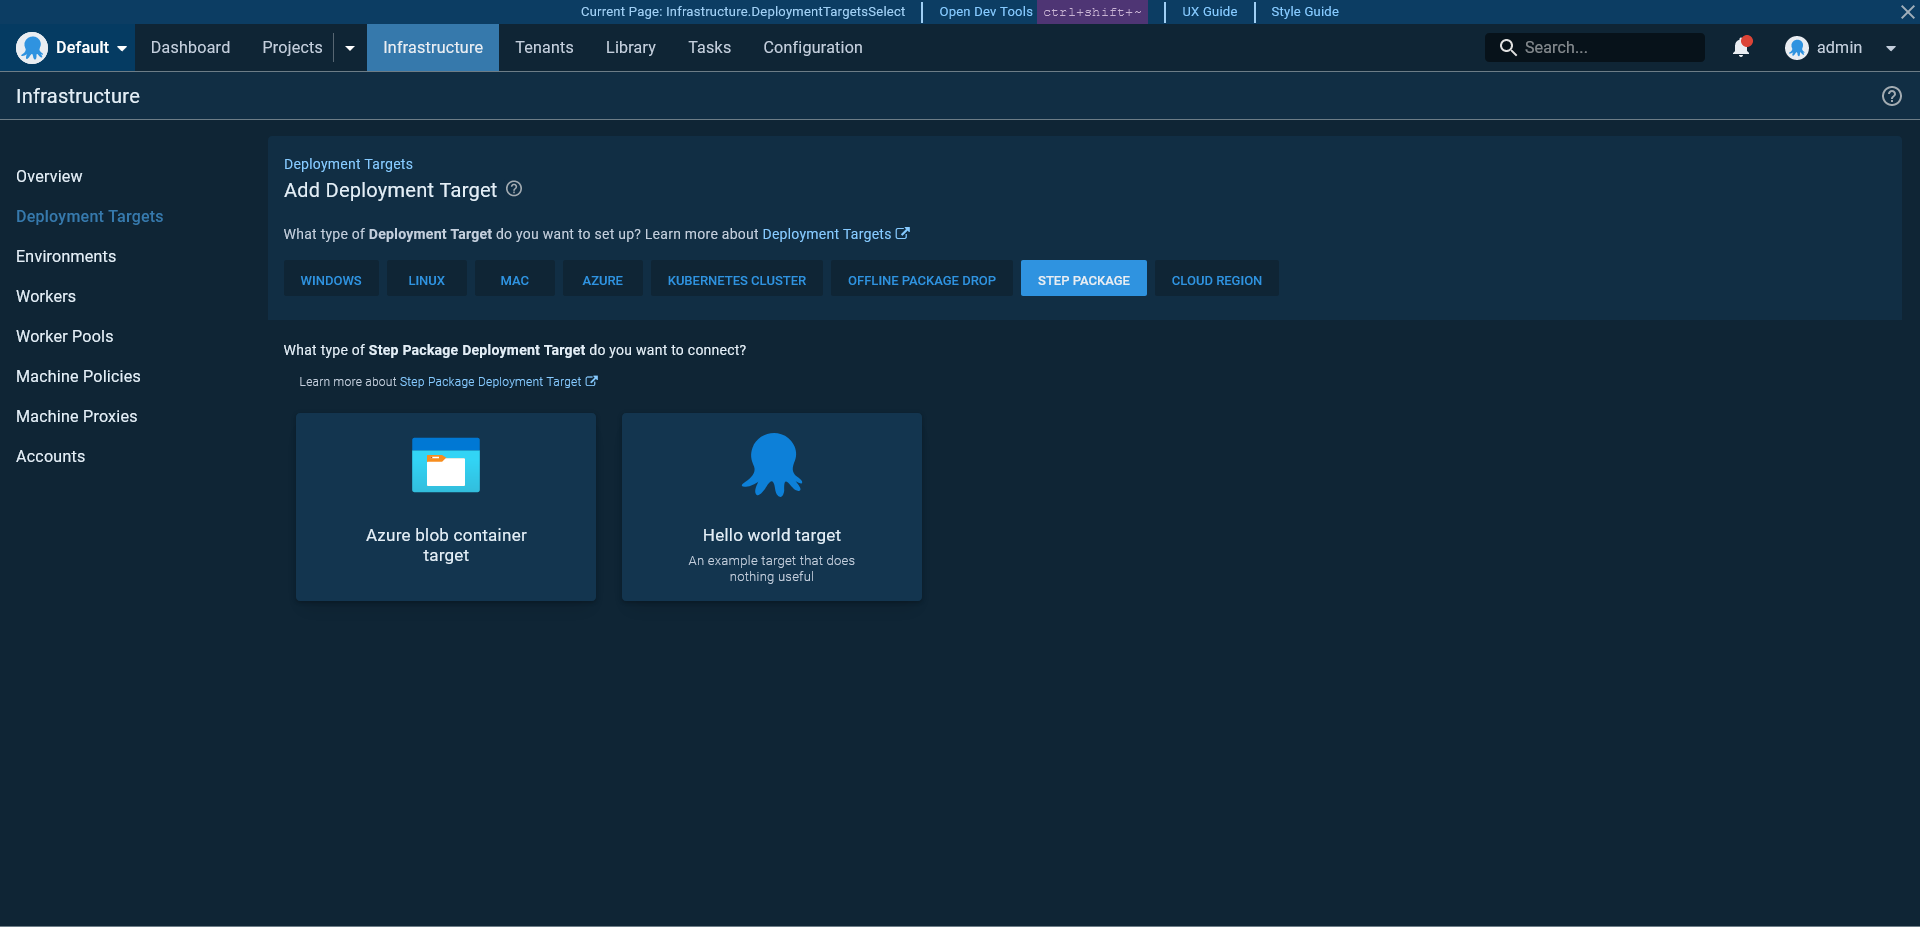 Current Page: Infrastructure.DeploymentTargetsSelect Open Dev Tools ctrl+shift+~ UX Guide Style Guide
Default Dashboard Projects Infrastructure Tenants Library Tasks Configuration Search... admin
Infrastructure
Overview
Deployment Targets
Environments
Workers
Worker Pools
Machine Policies
Machine Proxies
Accounts
Deployment Targets
Add Deployment Target
What type of Deployment Target do you want to set up? Learn more about Deployment Targets
WINDOWS LINUX MAC AZURE KUBERNETES CLUSTER OFFLINE PACKAGE DROP STEP PACKAGE CLOUD REGION
What type of Step Package Deployment Target do you want to connect?
Learn more about Step Package Deployment Target
Azure blob container
target
Hello world target
An example target that does
nothing useful